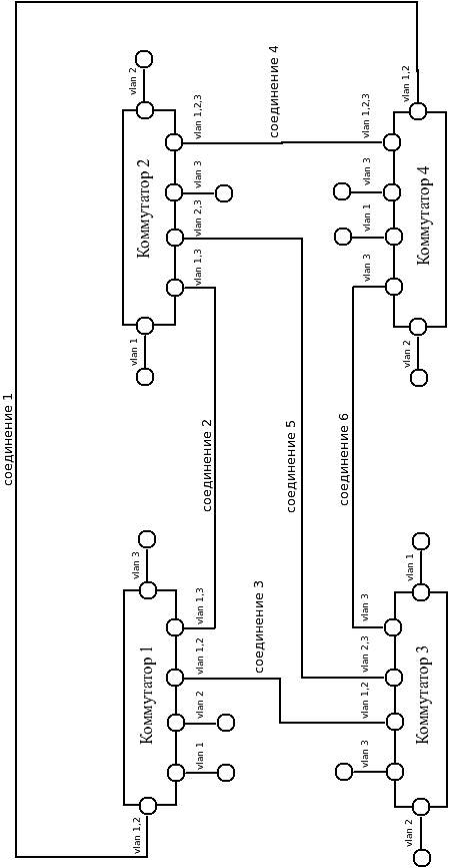 соединение 1
vlan 2
vlan 1,2,3
соединение 4
vlan 1,2,3
vlan 1,2
Коммутатор 2
vlan 3
vlan 2,3
vlan 1,3
vlan 1
vlan 3
vlan 1
vlan 3
Коммутатор 4
vlan 2
соединение 2
соединение 5
соединение 6
vlan 3
vlan 1,3
vlan 1,2
соединение 3
vlan 3
vlan 2,3
vlan 1,2
vlan 1
Коммутатор 1
vlan 2
vlan 1
vlan 1,2
vlan 3
Коммутатор 3
vlan 2